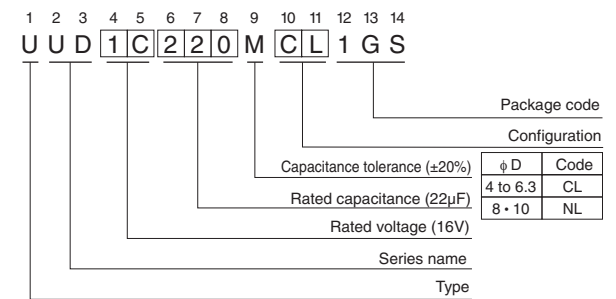 1 2 3 4 5 6 7 8 9 10 11 12 13 14
U U D 1 C 2 2 0 M C L 1 G S
Package code
Configuration
Capacitance tolerance (±20%)
φ D Code
4 to 6.3 CL
8 • 10 NL
Rated capacitance (22µF)
Rated voltage (16V)
Series name
Type